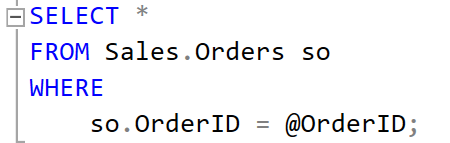 SELECT *
FROM Sales.Orders so
WHERE
so.OrderID = @OrderID;